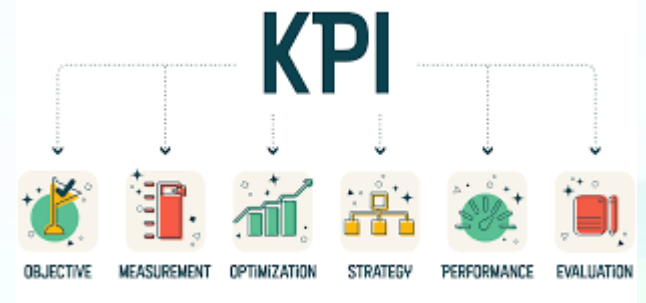 KPI
OBJECTIVE MEASUREMENT OPTIMIZATION STRATEGY PERFORMANCE EVALUATION